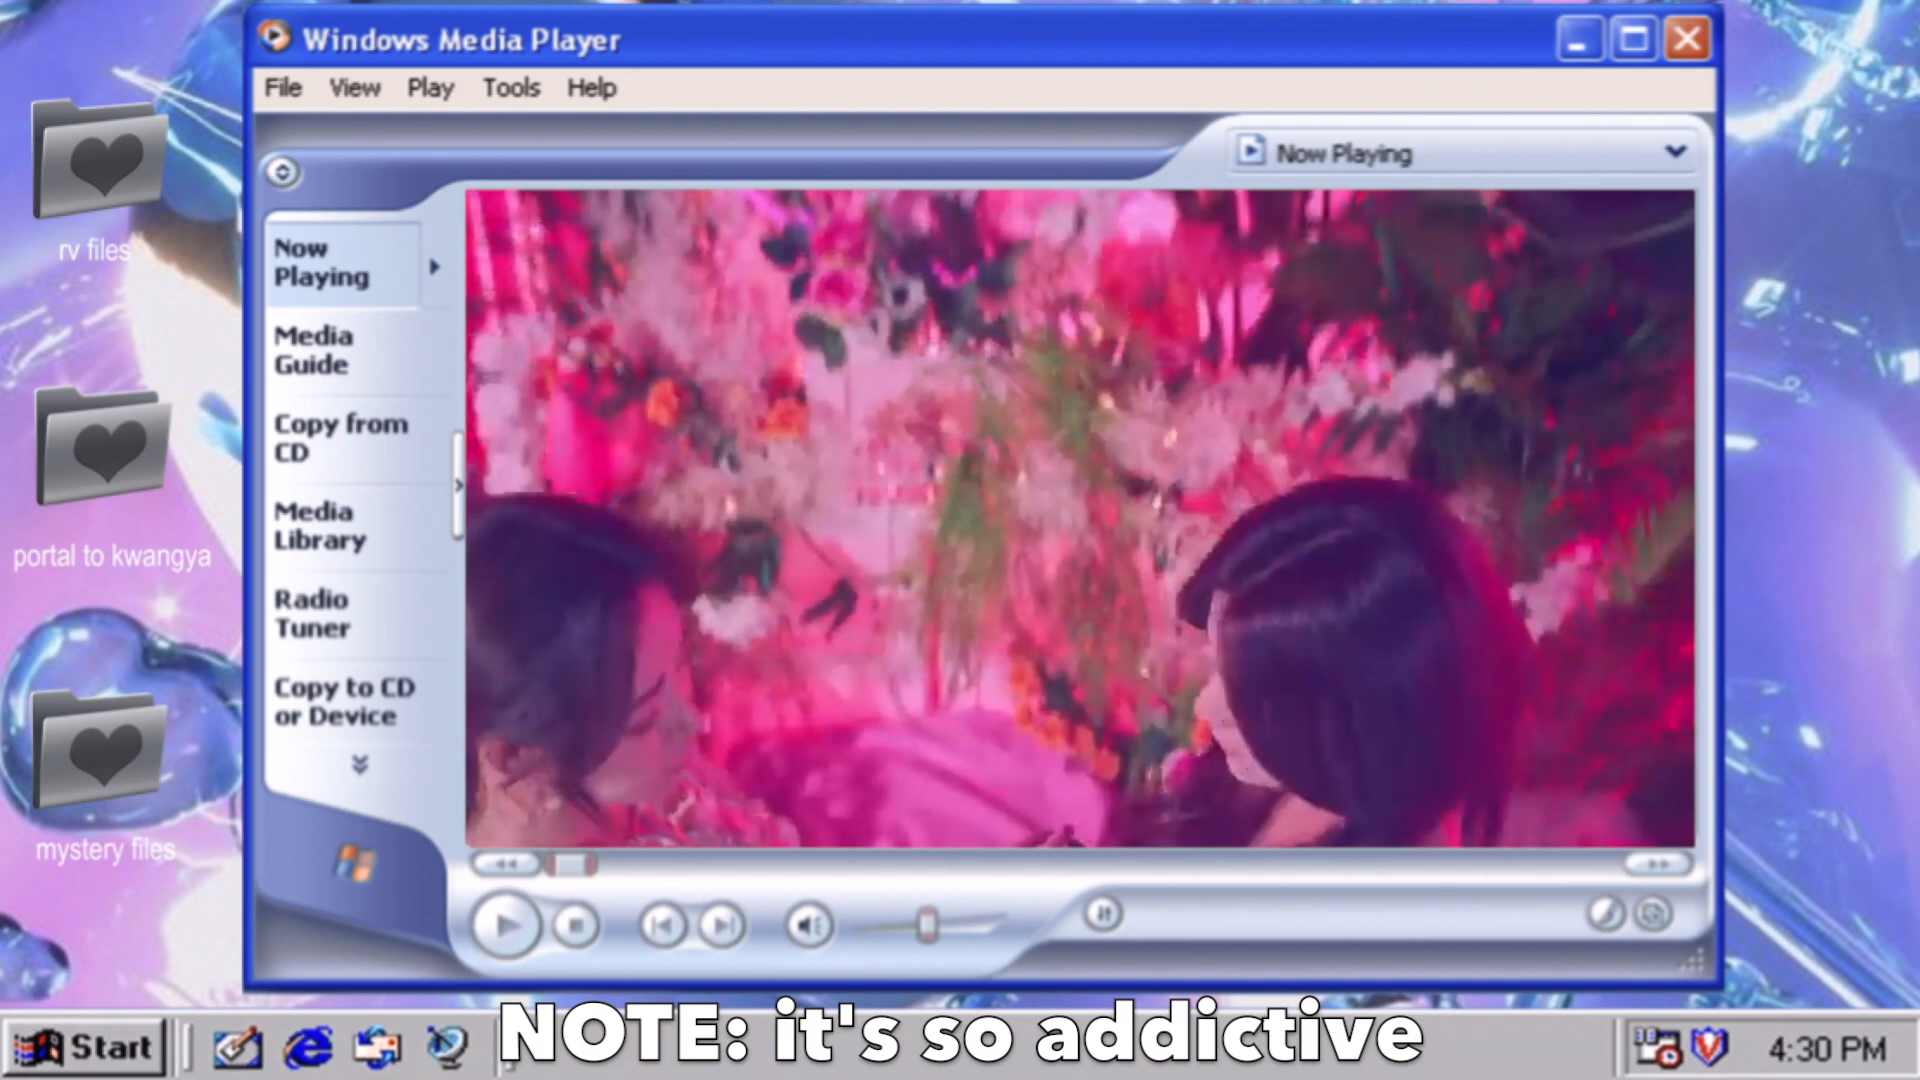 Windows Media Player
File View Play Tools Help
Now Playing
Now
Playing
Media
Guide
Copy from
CD
Media
Library
Radio
Tuner
Copy to CD
or Device
rv files
portal to kwangya
mystery files
NOTE: it's so addictive
Start
4:30 PM